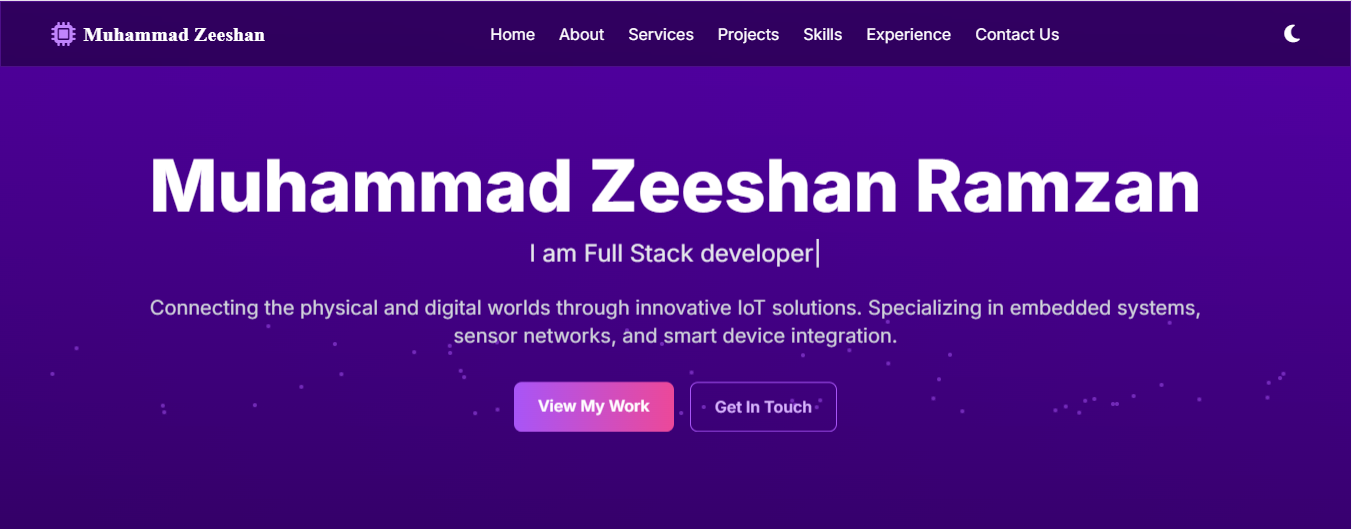 Muhammad Zeeshan
Home About Services Projects Skills Experience Contact Us
Muhammad Zeeshan Ramzan
I am Full Stack developer|
Connecting the physical and digital worlds through innovative IoT solutions. Specializing in embedded systems,
sensor networks, and smart device integration.
View My Work Get In Touch